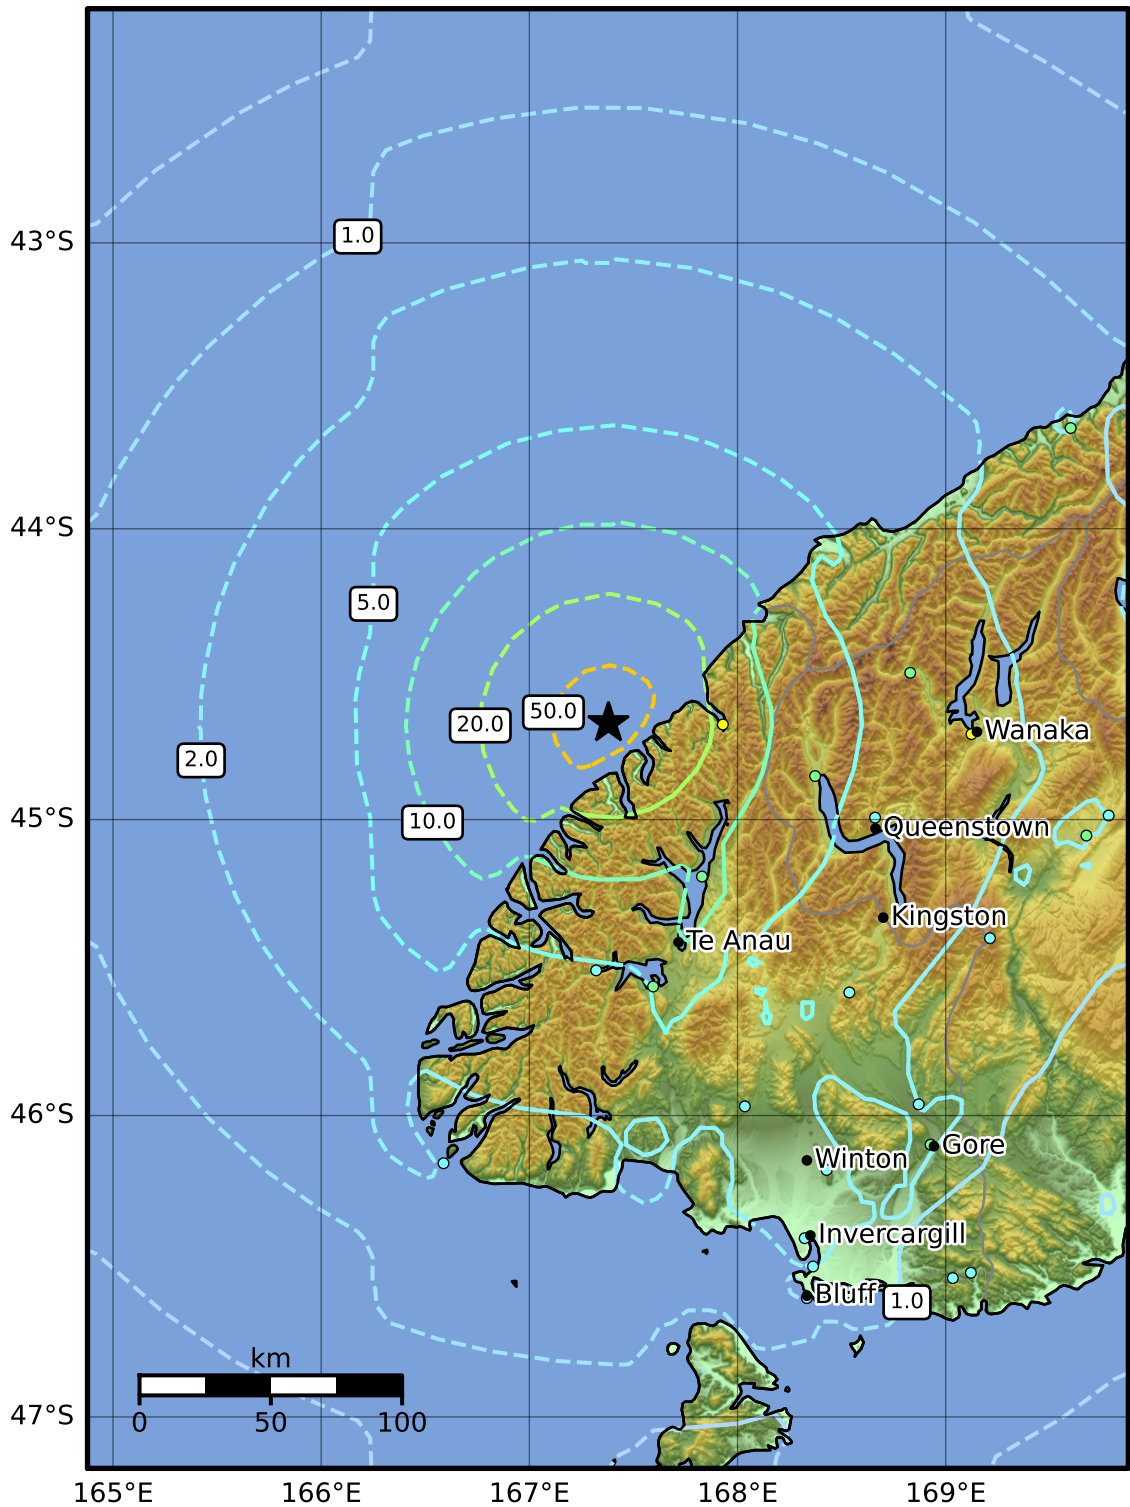 43°S
1.0
44°S
5.0
50.0
20.0
Wanaka
2.0
45°S
10.0
Queenstown
Kingston
Te Anau
46°S
Gore
Winton
Invercargill
Bluff
1.0
km
0 50 100
47°S
165°E 166°E 167°E 168°E 169°E